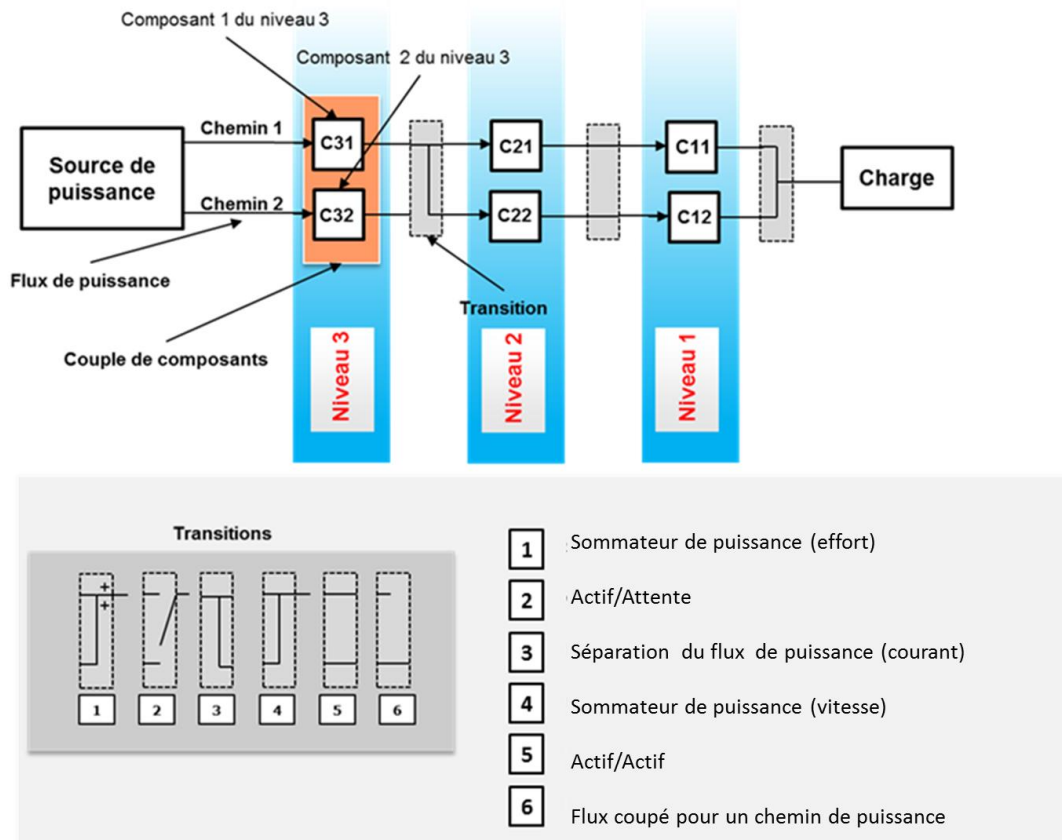 Composant 1 du niveau 3
Composant 2 du niveau 3
Source de
puissance
Chemin 1
Chemin 2
C31
C32
C21
C22
C11
C12
Charge
Flux de puissance
Transition
Couple de composants
Niveau 3
Niveau 2
Niveau 1
Transitions
+
+
1
2
3
4
5
6
1 Sommateur de puissance (effort)
2 Actif/Attente
3 Séparation du flux de puissance (courant)
4 Sommateur de puissance (vitesse)
5 Actif/Actif
6 Flux coupé pour un chemin de puissance